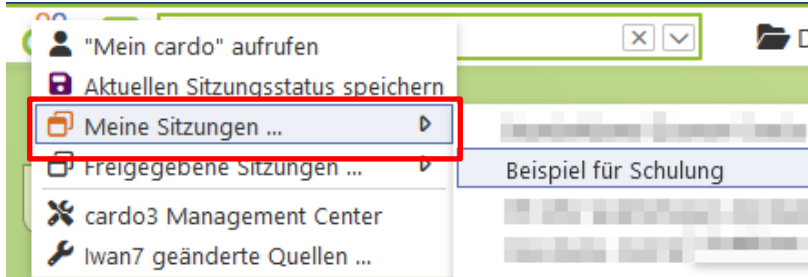 "Mein cardo" aufrufen
D
Aktuellen Sitzungsstatus speichern
Meine Sitzungen ...
Freigegebene Sitzungen ...
Beispiel für Schulung
cardo3 Management Center
Iwan7 geänderte Quellen ...